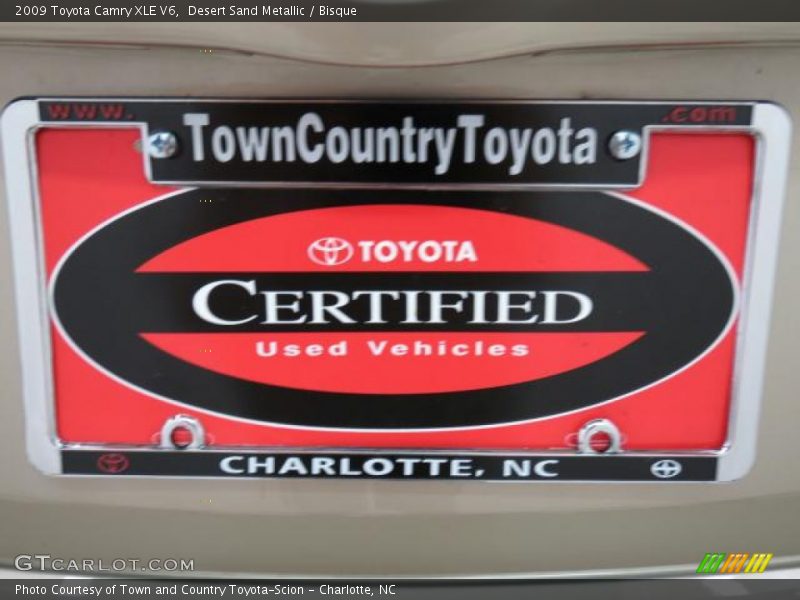 2009 Toyota Camry XLE V6,  Desert Sand Metallic / Bisque
www. .com
TownCountryToyota
TOYOTA
CERTIFIED
Used Vehicles
CHARLOTTE, NC
GTCARLOT.COM
Photo Courtesy of Town and Country Toyota-Scion - Charlotte, NC